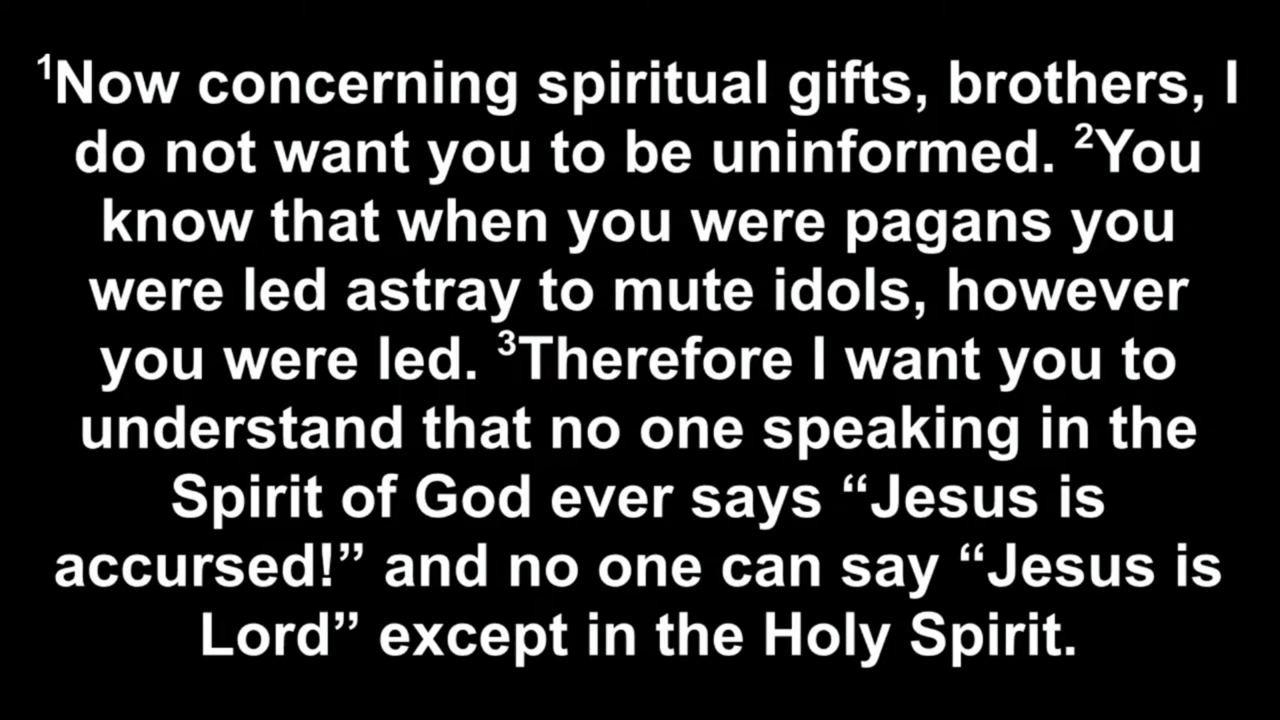 ¹Now concerning spiritual gifts, brothers, I
do not want you to be uninformed. ²You
know that when you were pagans you
were led astray to mute idols, however
you were led. ³Therefore I want you to
understand that no one speaking in the
Spirit of God ever says “Jesus is
accursed!” and no one can say “Jesus is
Lord” except in the Holy Spirit.